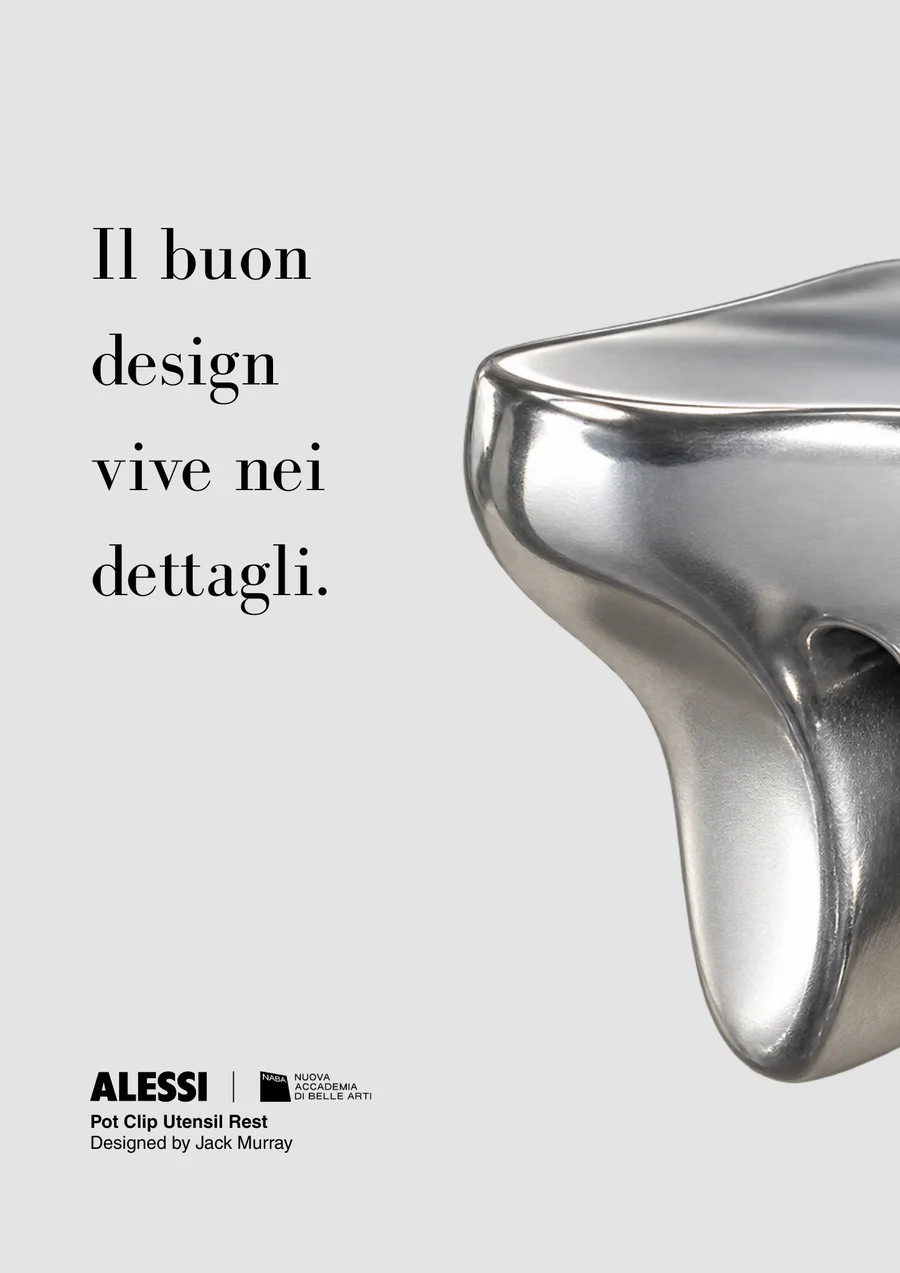 Il buon
design
vive nei
dettagli.
ALESSI
NABA
NUOVA
ACCADEMIA
DI BELLE ARTI
Pot Clip Utensil Rest
Designed by Jack Murray